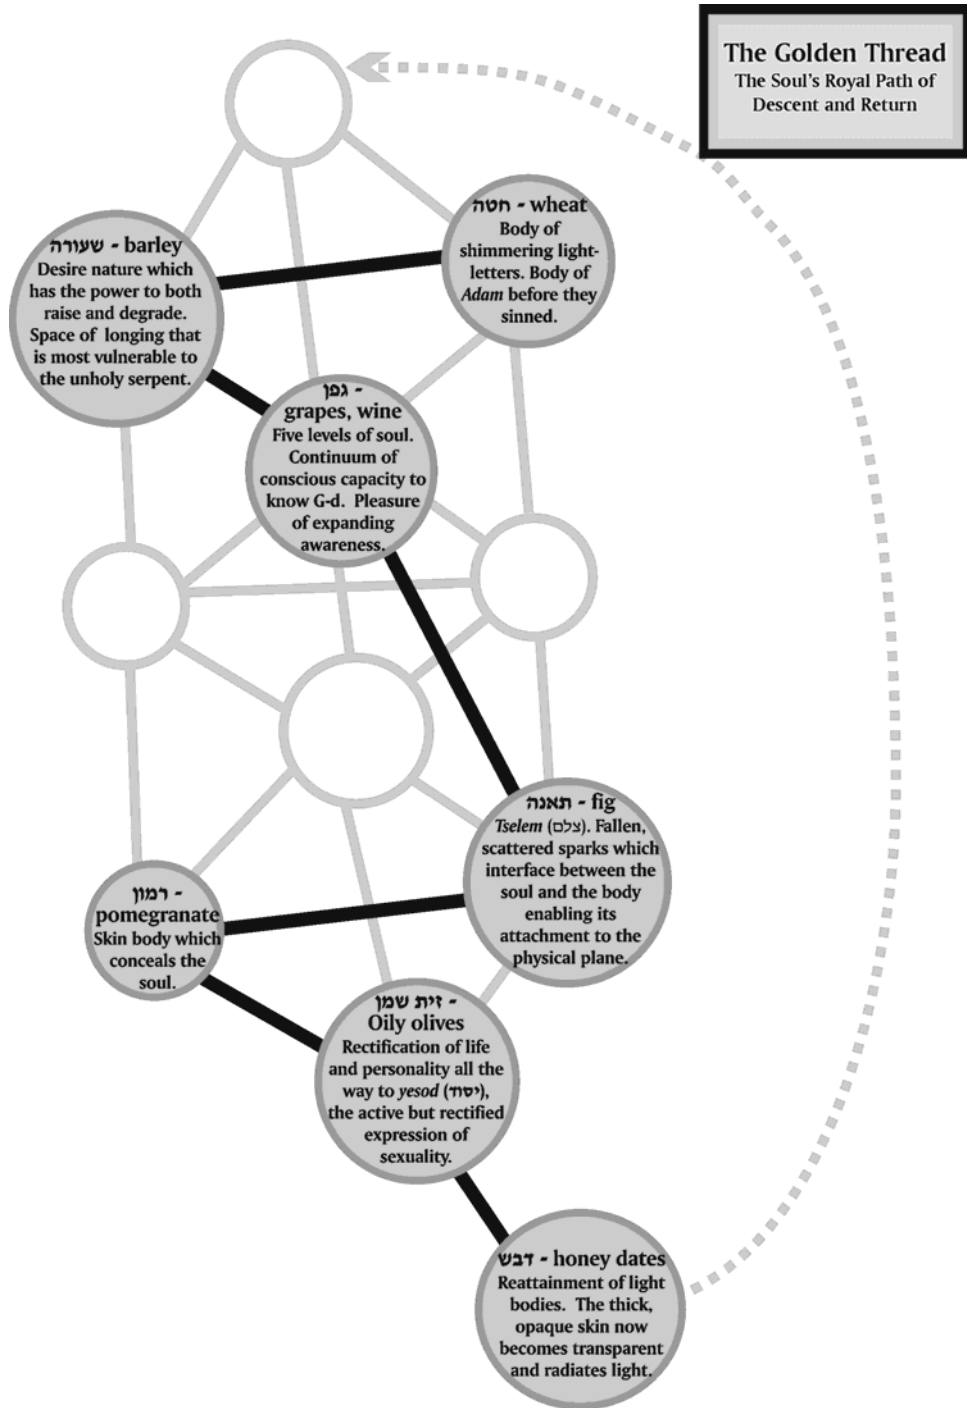 The Golden Thread
The Soul's Royal Path of
Descent and Return
חטה - wheat
Body of
shimmering light-
letters. Body of
Adam before they
sinned.
שעורה - barley
Desire nature which
has the power to both
raise and degrade.
Space of longing that
is most vulnerable to
the unholy serpent.
גפן -
grapes, wine
Five levels of soul.
Continuum of
conscious capacity to
know G-d. Pleasure
of expanding
awareness.
תאנה - fig
Tselem (צלם). Fallen,
scattered sparks which
interface between the
soul and the body
enabling its
attachment to the
physical plane.
רמון -
pomegranate
Skin body which
conceals the
soul.
זית שמן -
Oily olives
Rectification of life
and personality all the
way to yesod (יסוד),
the active but rectified
expression of
sexuality.
דבש - honey dates
Reattainment of light
bodies. The thick,
opaque skin now
becomes transparent
and radiates light.